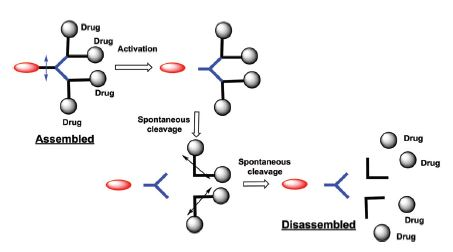 Drug
Drug
Activation
Drug
Drug
Assembled
Spontaneous
cleavage
Spontaneous
cleavage
Drug
Drug
Disassembled
Drug
Drug